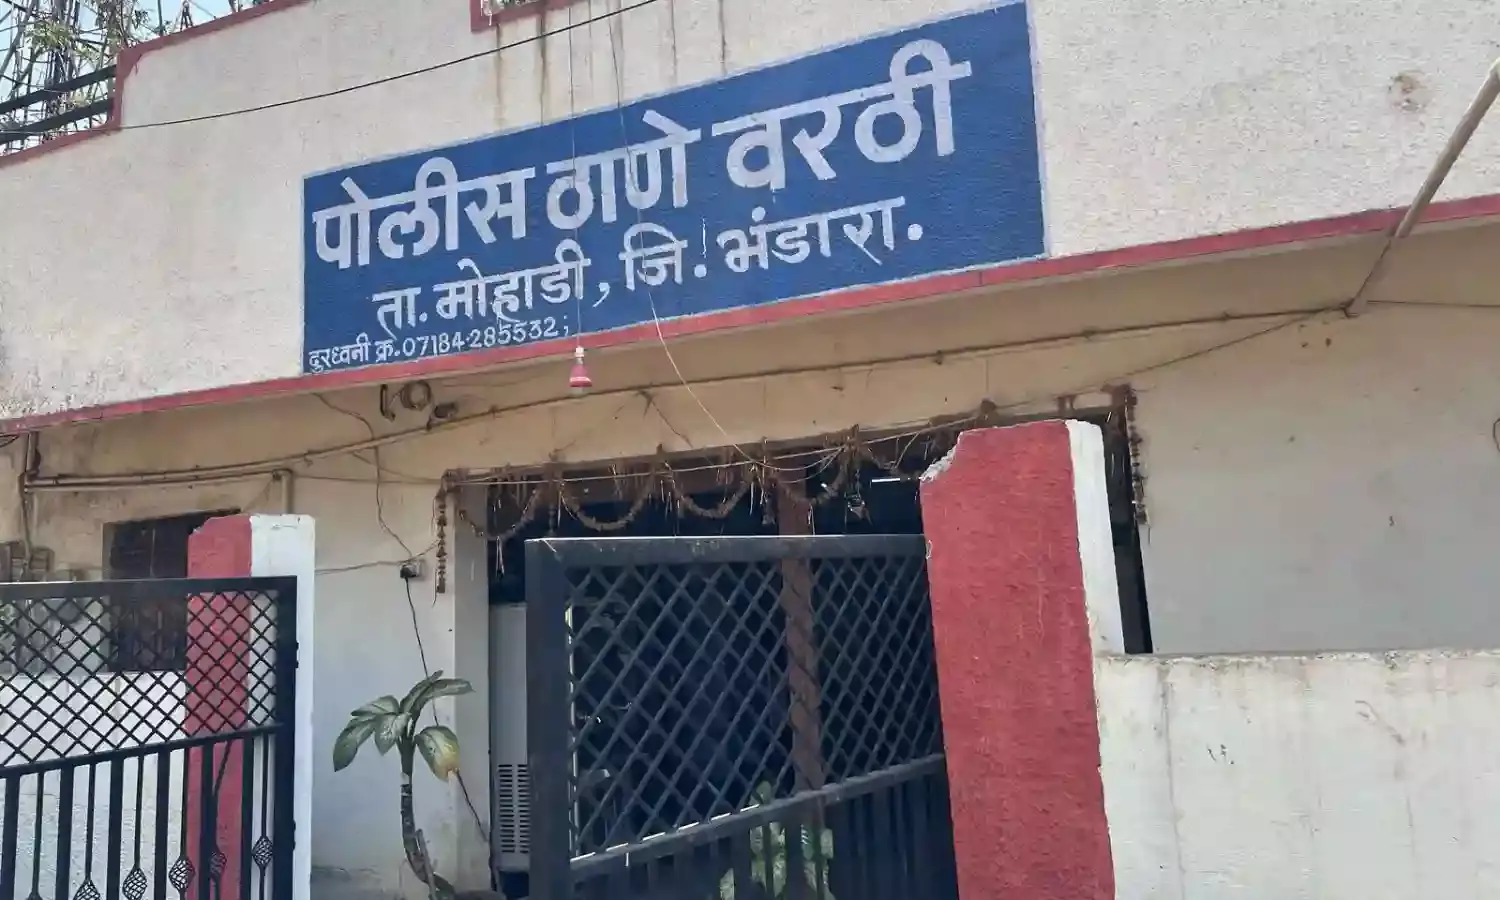 पोलीस ठाणे वरठी
ता. मोहाडी, जि. भंडारा.
दुरध्वनी क्र.07184-285532;